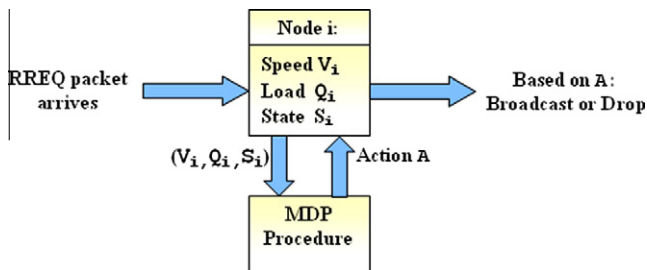 Node i:
RREQ packet
arrives
Speed Vi
Load Qi
State Si
Based on A:
Broadcast or Drop
(Vi,Qi,Si)
Action A
MDP
Procedure